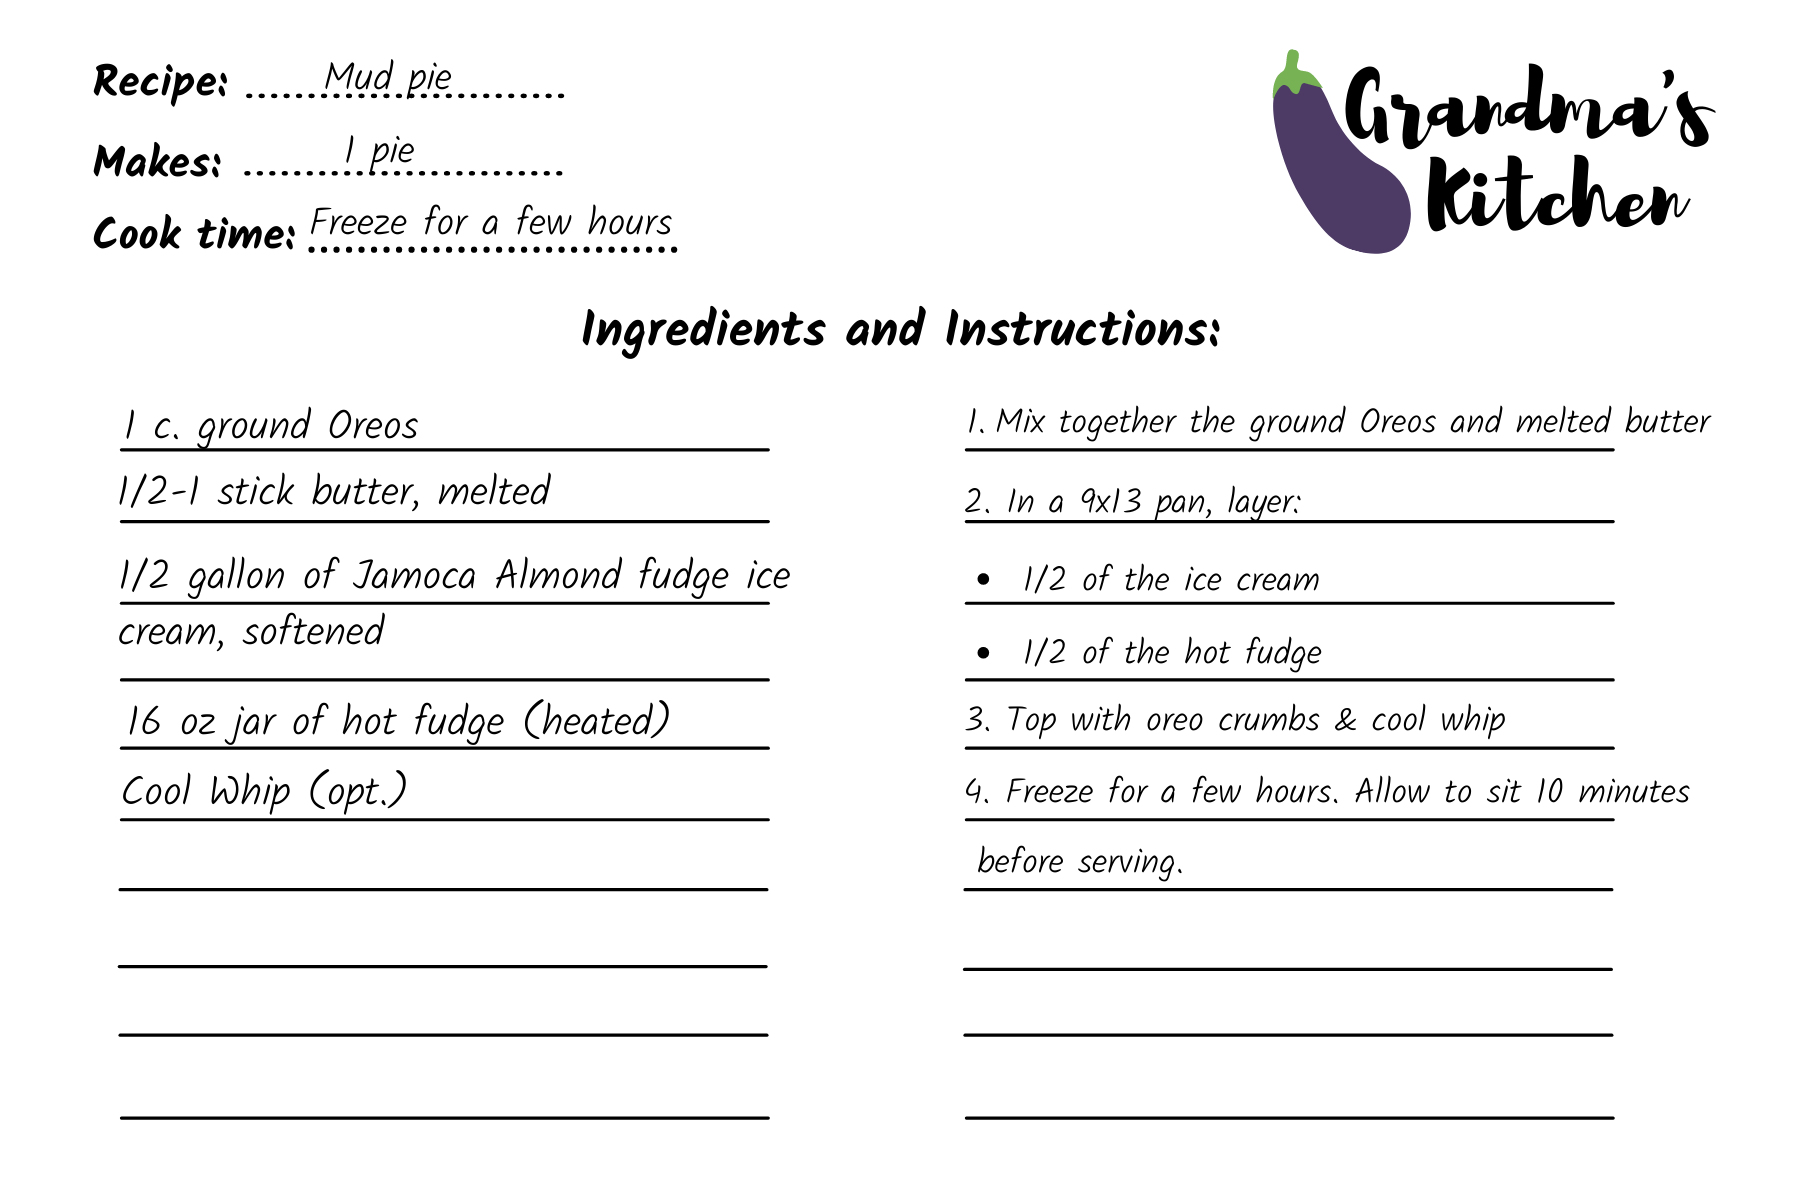 Recipe: Mud pie
Makes: 1 pie
Cook time: Freeze for a few hours
Grandma's
Kitchen
Ingredients and Instructions:
1 c. ground Oreos
1/2-1 stick butter, melted
1/2 gallon of Jamoca Almond fudge ice
cream, softened
16 oz jar of hot fudge (heated)
Cool Whip (opt.)
1. Mix together the ground Oreos and melted butter
2. In a 9x13 pan, layer:
• 1/2 of the ice cream
• 1/2 of the hot fudge
3. Top with oreo crumbs & cool whip
4. Freeze for a few hours. Allow to sit 10 minutes
before serving.